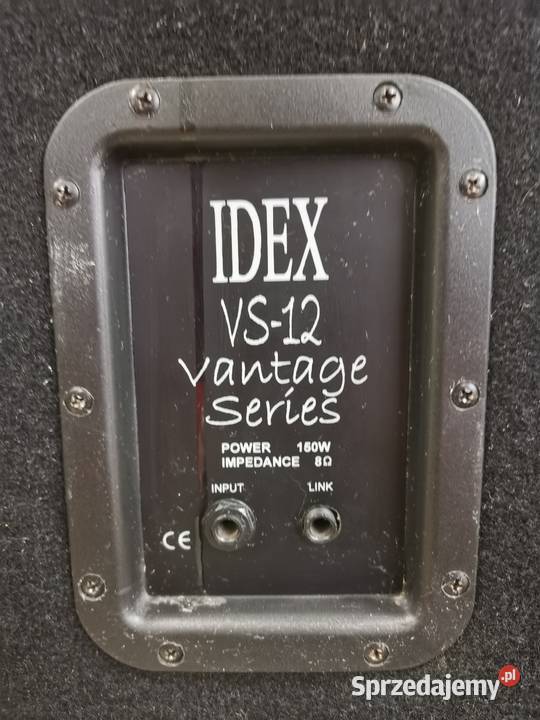 IDEX
VS-12
Vantage
Series
POWER 150W
IMPEDANCE 8Ω
INPUT LINK
CE
Sprzedajemy.pl